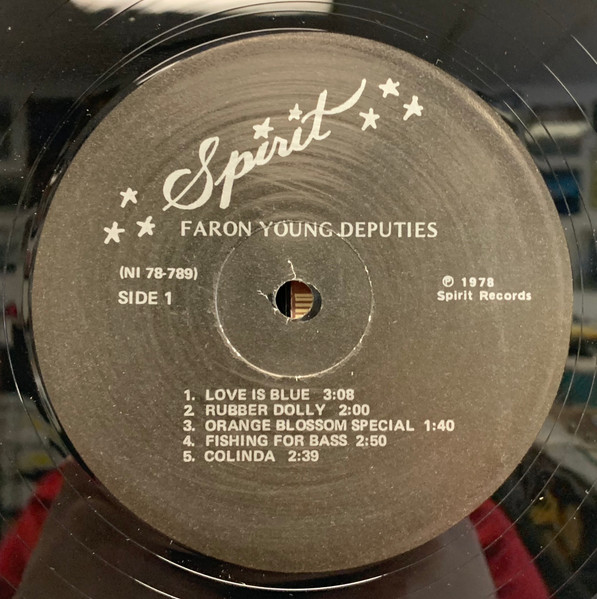 Spirit
FARON YOUNG DEPUTIES
(NI 78-789)
SIDE 1
℗ 1978
Spirit Records
1. LOVE IS BLUE 3:08
2. RUBBER DOLLY 2:00
3. ORANGE BLOSSOM SPECIAL 1:40
4. FISHING FOR BASS 2:50
5. COLINDA 2:39